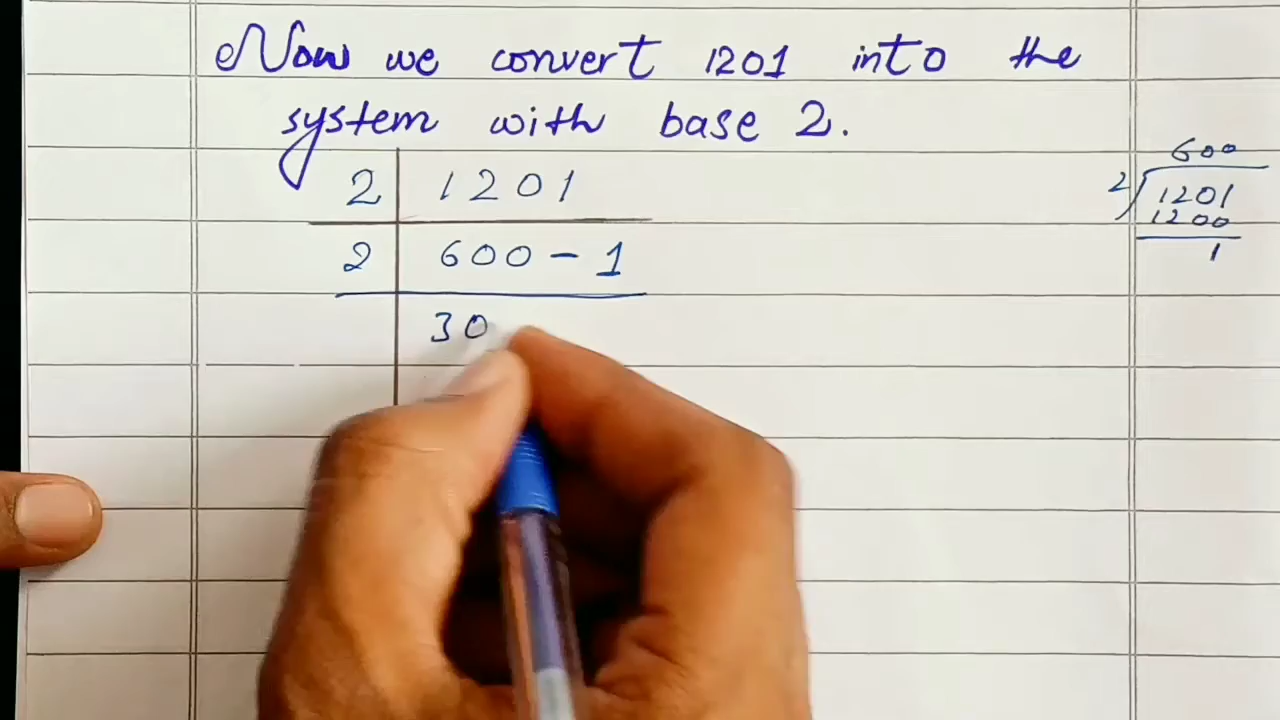 Now we convert 1201 into the
system with base 2.
2 | 1201
2 | 600 - 1
30
600
2) 1201
1200
1